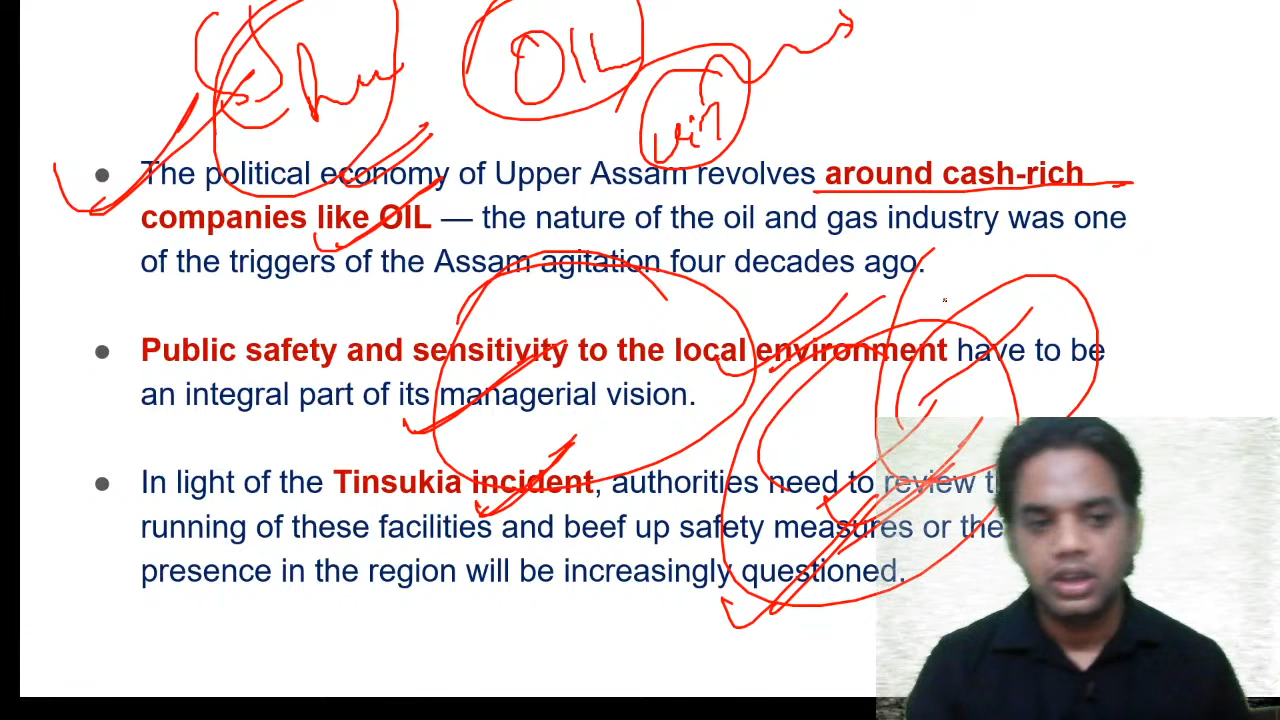 OIL
The political economy of Upper Assam revolves around cash-rich
companies like OIL — the nature of the oil and gas industry was one
of the triggers of the Assam agitation four decades ago.
Public safety and sensitivity to the local environment have to be
an integral part of its managerial vision.
In light of the Tinsukia incident, authorities need to review
running of these facilities and beef up safety measures or
presence in the region will be increasingly questioned.